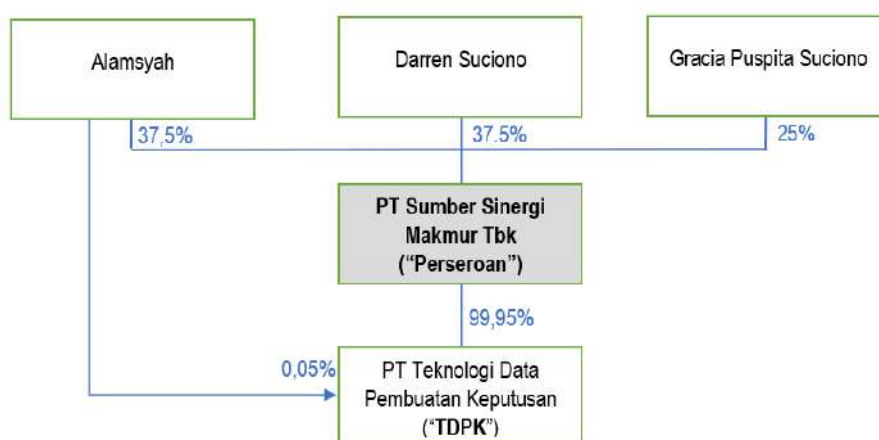 Alamsyah
Darren Suciono
Gracia Puspita Suciono
37,5%
37.5%
25%
PT Sumber Sinergi
Makmur Tbk
(“Perseroan”)
99,95%
0,05%
PT Teknologi Data
Pembuatan Keputusan
(“TDPK”)